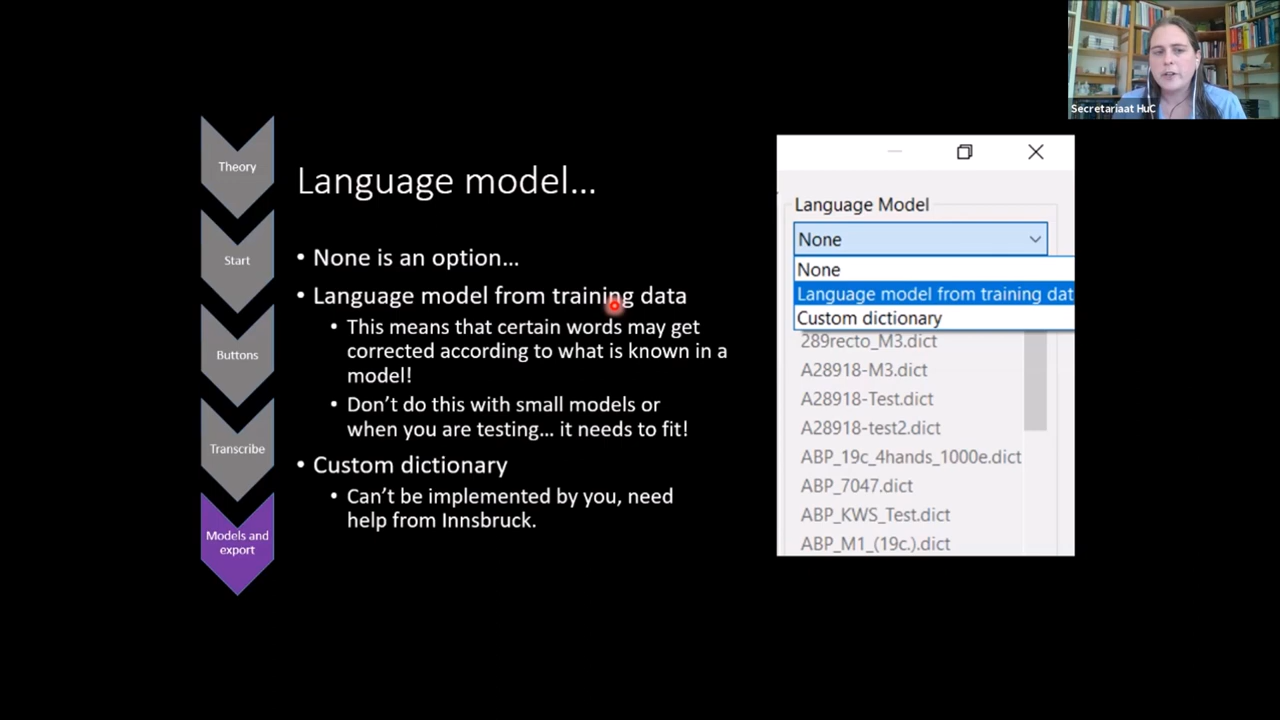 Secretariaat HuC
Theory
Start
Buttons
Transcribe
Models and
export
Language model...
• None is an option...
• Language model from training data
• This means that certain words may get
corrected according to what is known in a
model!
• Don't do this with small models or
when you are testing... it needs to fit!
• Custom dictionary
• Can't be implemented by you, need
help from Innsbruck.
Language Model
None
None
Language model from training dat
Custom dictionary
289recto_M3.dict
A28918-M3.dict
A28918-Test.dict
A28918-test2.dict
ABP_19c_4hands_1000e.dict
ABP_7047.dict
ABP_KWS_Test.dict
ABP_M1_(19c.).dict